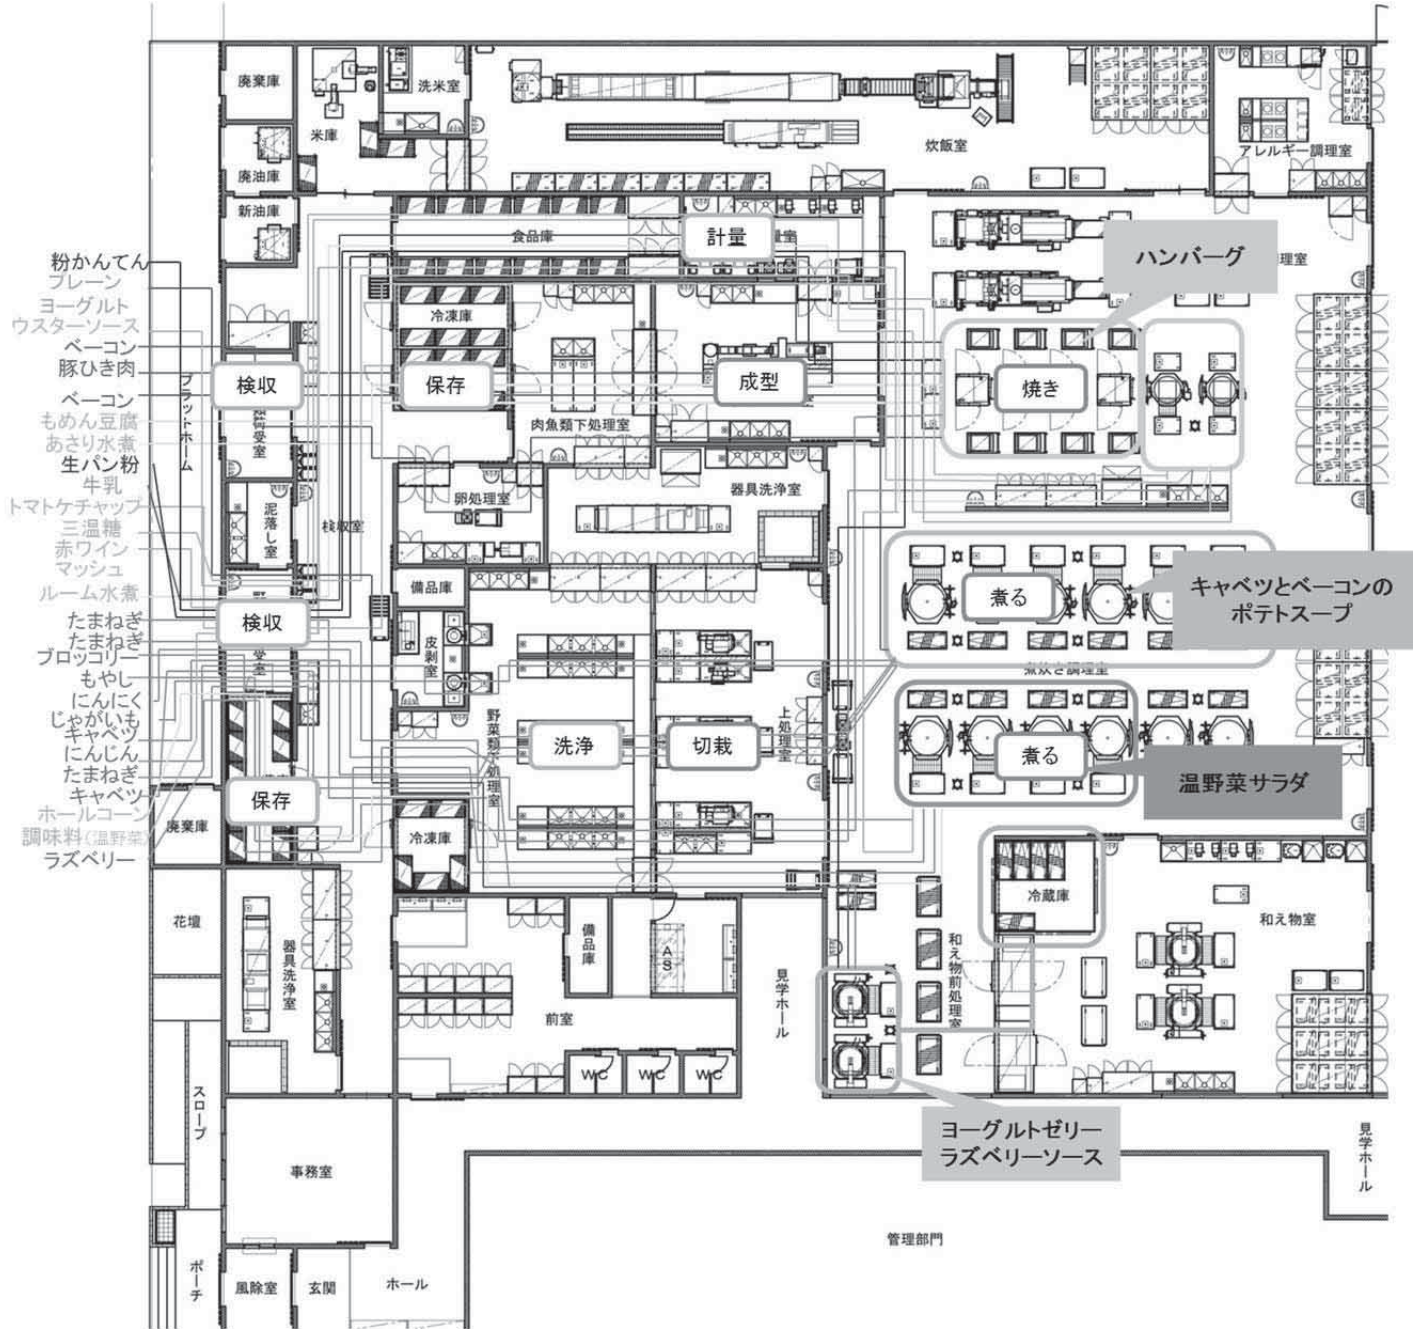 廃棄庫
米庫
洗米室
炊飯室
アレルギー調理室
廃油庫
新油庫
食品庫
計量
量室
ハンバーグ
理室
粉かんてん
プレーン
ヨーグルト
ウスターソース
ベーコン
豚ひき肉
ベーコン
もめん豆腐
あさり水煮
生パン粉
牛乳
トマトケチャップ
三温糖
赤ワイン
マッシュ
ルーム水煮
たまねぎ
たまねぎ
ブロッコリー
もやし
にんにく
じゃがいも
キャベツ
にんじん
たまねぎ
キャベツ
ホールコーン
調味料(温野菜)
ラズベリー
プラットホーム
検収
荷受室
冷凍庫
保存
肉魚類下処理室
成型
焼き
泥落し室
検収室
卵処理室
器具洗浄室
検収
受室
備品庫
皮剥室
煮る
キャベツとベーコンの
ポテトスープ
煮炊き調理室
野菜類下処理室
洗浄
切裁
上処理室
煮る
温野菜サラダ
保存
廃棄庫
冷凍庫
冷蔵庫
和え物室
和え物前処理室
花壇
器具洗浄室
備品庫
AS
見学ホール
前室
WC
WC
WC
スロープ
ヨーグルトゼリー
ラズベリーソース
見学ホール
事務室
管理部門
ポーチ
風除室
玄関
ホール